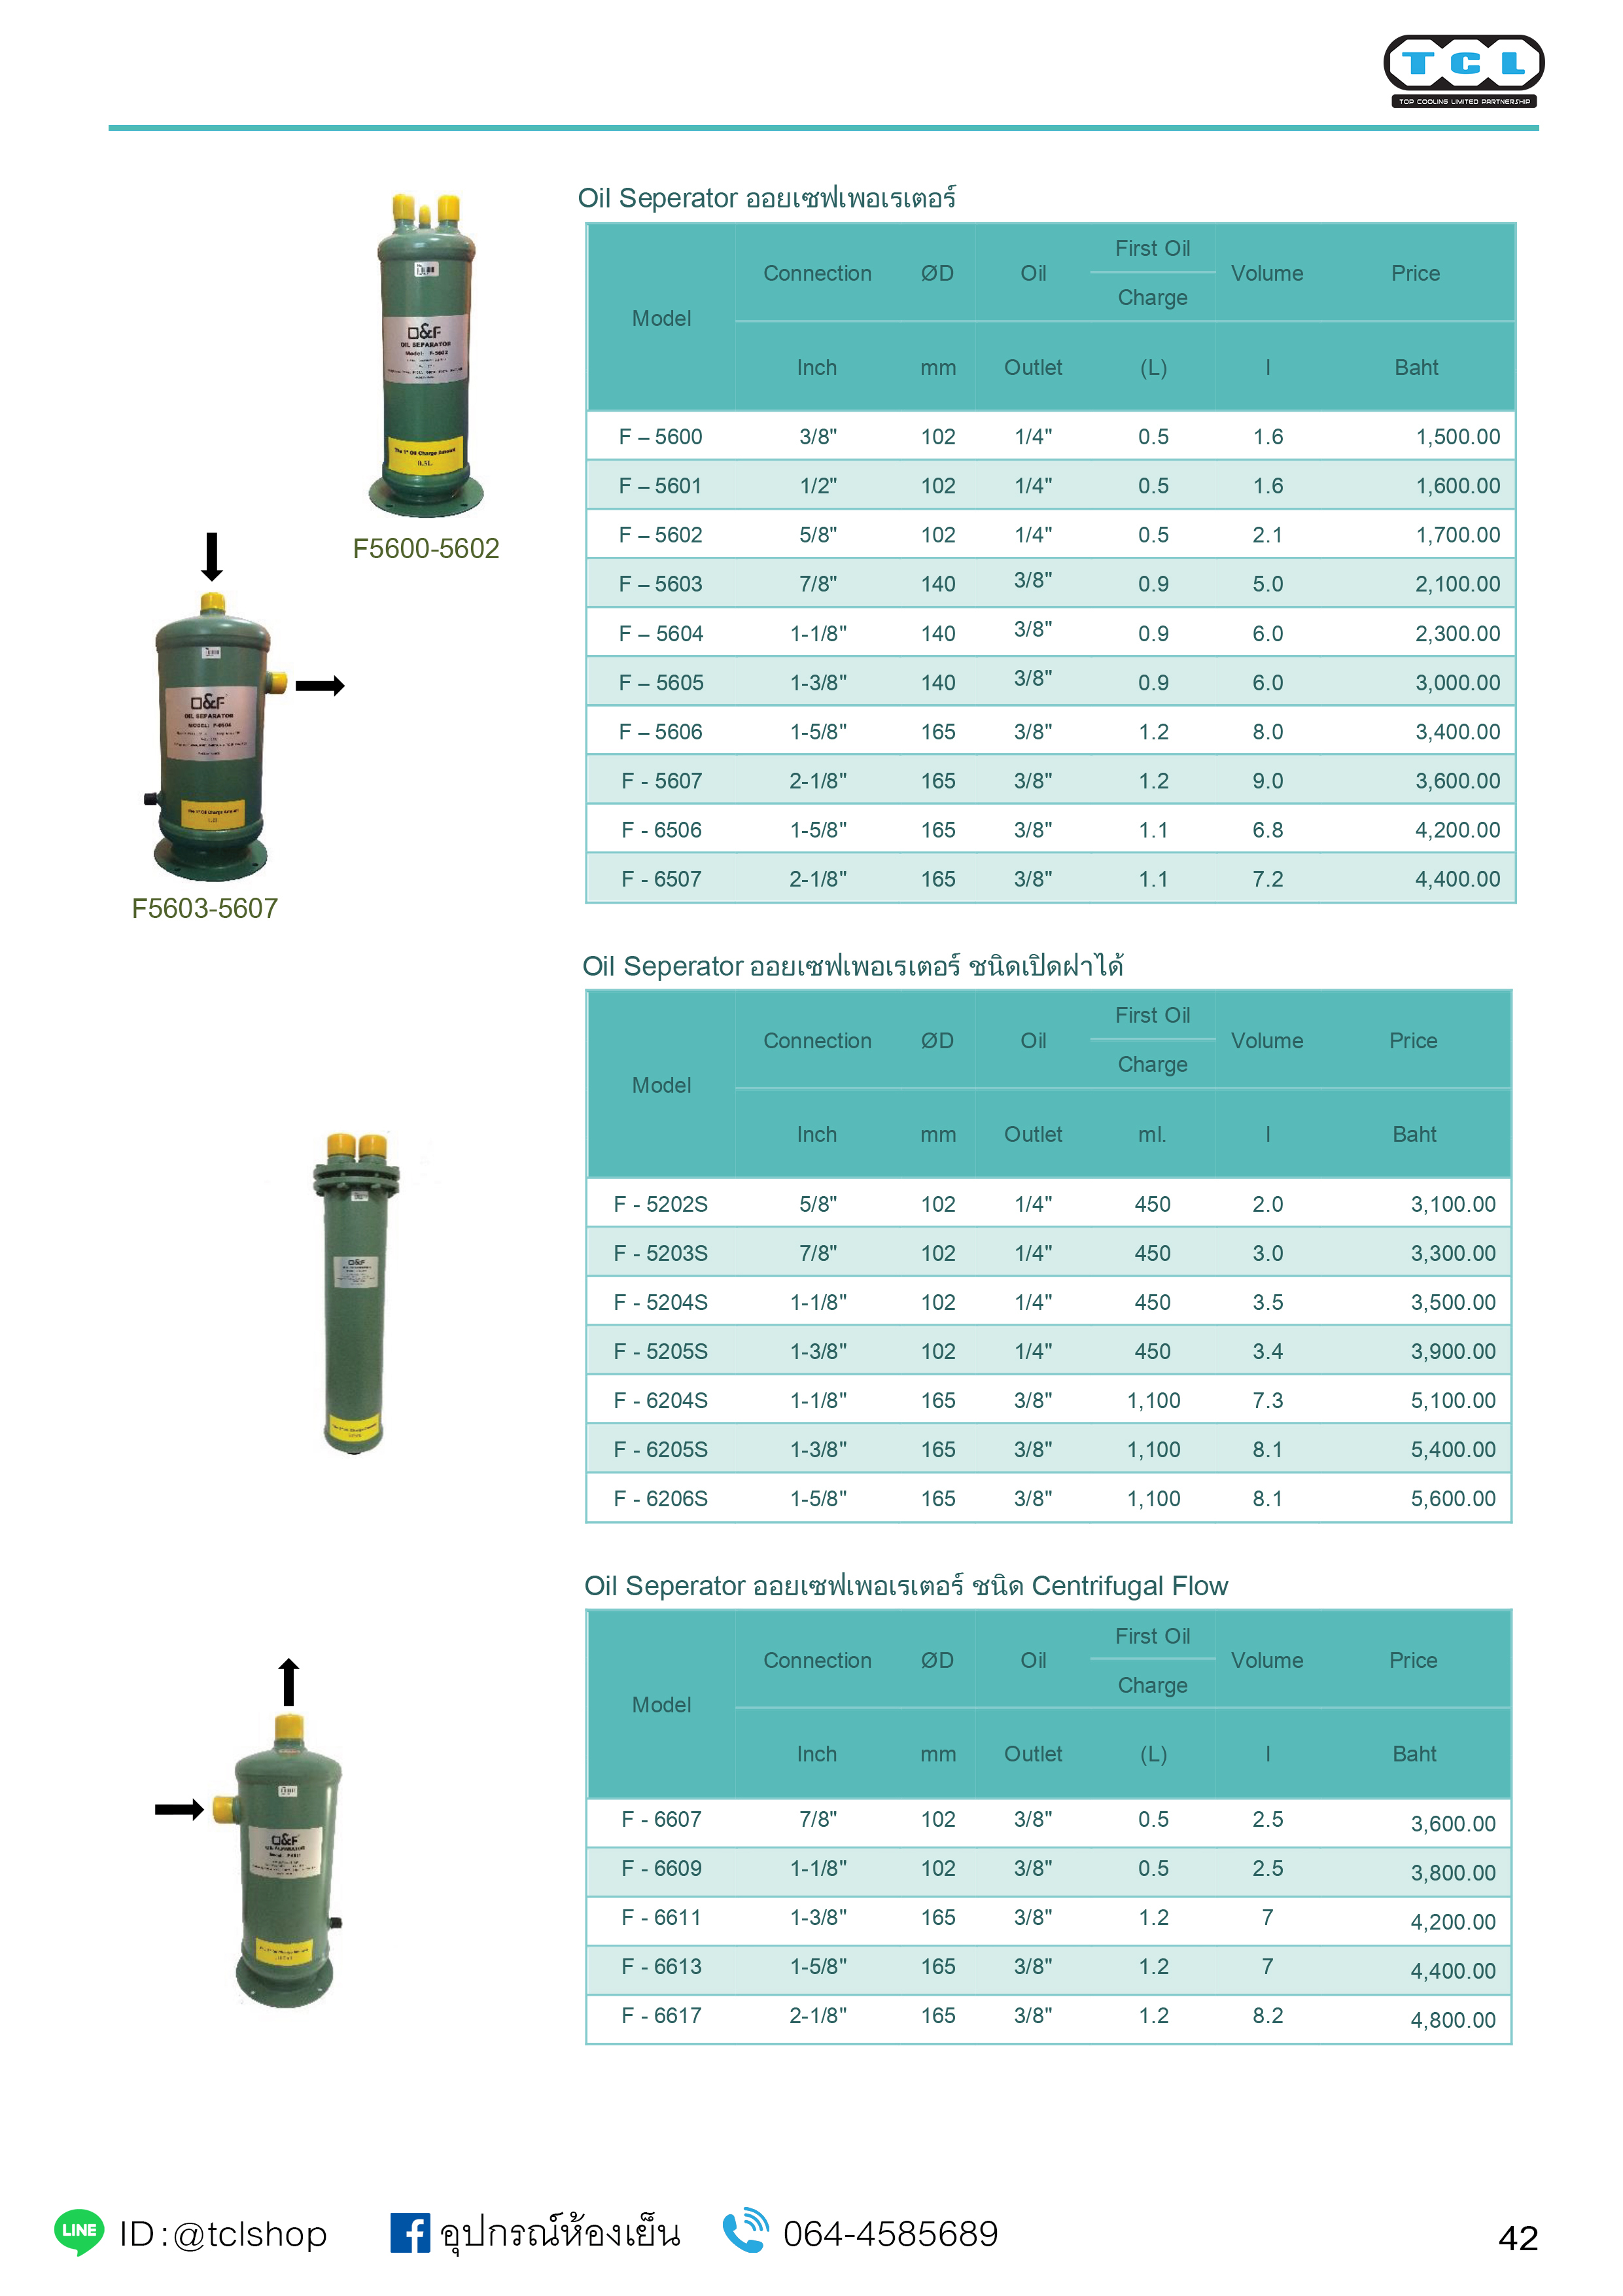 TCL
TOP COOLING LIMITED PARTNERSHIP
Oil Seperator ออยเซฟเพอเรเตอร์
Model Connection ØD Oil First Oil Charge Volume Price
Inch mm Outlet (L) l Baht
F – 5600 3/8" 102 1/4" 0.5 1.6 1,500.00
F – 5601 1/2" 102 1/4" 0.5 1.6 1,600.00
F – 5602 5/8" 102 1/4" 0.5 2.1 1,700.00
F – 5603 7/8" 140 3/8" 0.9 5.0 2,100.00
F – 5604 1-1/8" 140 3/8" 0.9 6.0 2,300.00
F – 5605 1-3/8" 140 3/8" 0.9 6.0 3,000.00
F – 5606 1-5/8" 165 3/8" 1.2 8.0 3,400.00
F - 5607 2-1/8" 165 3/8" 1.2 9.0 3,600.00
F - 6506 1-5/8" 165 3/8" 1.1 6.8 4,200.00
F - 6507 2-1/8" 165 3/8" 1.1 7.2 4,400.00
O&F
OIL SEPARATOR
Model: F-5602
The 1st Oil Charge Amount
0.5L
F5600-5602
O&F
OIL SEPARATOR
MODEL:
The 1st Oil Charge Amount
F5603-5607
Oil Seperator ออยเซฟเพอเรเตอร์ ชนิดเปิดฝาได้
Model Connection ØD Oil First Oil Charge Volume Price
Inch mm Outlet ml. l Baht
F - 5202S 5/8" 102 1/4" 450 2.0 3,100.00
F - 5203S 7/8" 102 1/4" 450 3.0 3,300.00
F - 5204S 1-1/8" 102 1/4" 450 3.5 3,500.00
F - 5205S 1-3/8" 102 1/4" 450 3.4 3,900.00
F - 6204S 1-1/8" 165 3/8" 1,100 7.3 5,100.00
F - 6205S 1-3/8" 165 3/8" 1,100 8.1 5,400.00
F - 6206S 1-5/8" 165 3/8" 1,100 8.1 5,600.00
O&F
Oil Seperator ออยเซฟเพอเรเตอร์ ชนิด Centrifugal Flow
Model Connection ØD Oil First Oil Charge Volume Price
Inch mm Outlet (L) l Baht
F - 6607 7/8" 102 3/8" 0.5 2.5 3,600.00
F - 6609 1-1/8" 102 3/8" 0.5 2.5 3,800.00
F - 6611 1-3/8" 165 3/8" 1.2 7 4,200.00
F - 6613 1-5/8" 165 3/8" 1.2 7 4,400.00
F - 6617 2-1/8" 165 3/8" 1.2 8.2 4,800.00
O&F
OIL SEPARATOR
LINE ID:@tclshop อุปกรณ์ห้องเย็น 064-4585689
42